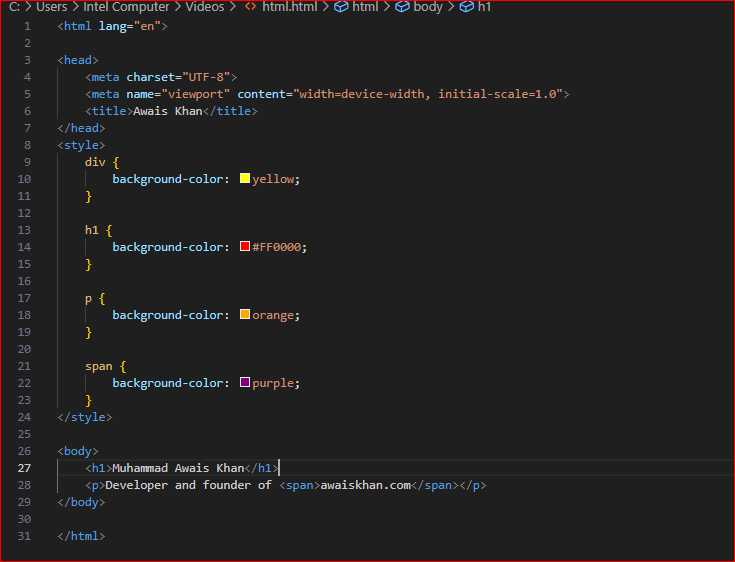 C: > Users > Intel Computer > Videos > <> html.html > html > body > h1
1 <html lang="en">
2
3 <head>
4     <meta charset="UTF-8">
5     <meta name="viewport" content="width=device-width, initial-scale=1.0">
6     <title>Awais Khan</title>
7 </head>
8 <style>
9     div {
10         background-color: yellow;
11     }
12
13     h1 {
14         background-color: #FF0000;
15     }
16
17     p {
18         background-color: orange;
19     }
20
21     span {
22         background-color: purple;
23     }
24 </style>
25
26 <body>
27     <h1>Muhammad Awais Khan</h1>
28     <p>Developer and founder of <span>awaiskhan.com</span></p>
29 </body>
30
31 </html>